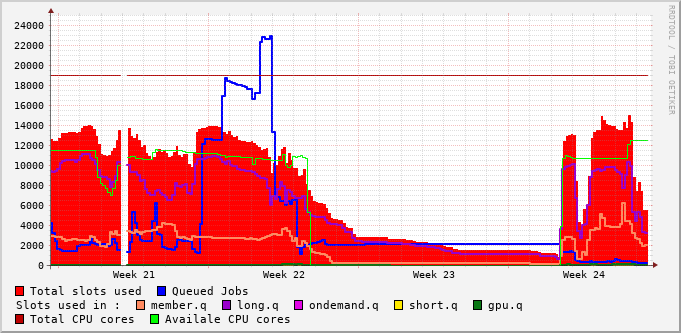 RRDTOOL / TOBI OETIKER
24000
22000
20000
18000
16000
14000
12000
10000
8000
6000
4000
2000
0
Week 21 Week 22 Week 23 Week 24
Total slots used Queued Jobs
Slots used in : member.q long.q ondemand.q short.q gpu.q
Total CPU cores Availale CPU cores